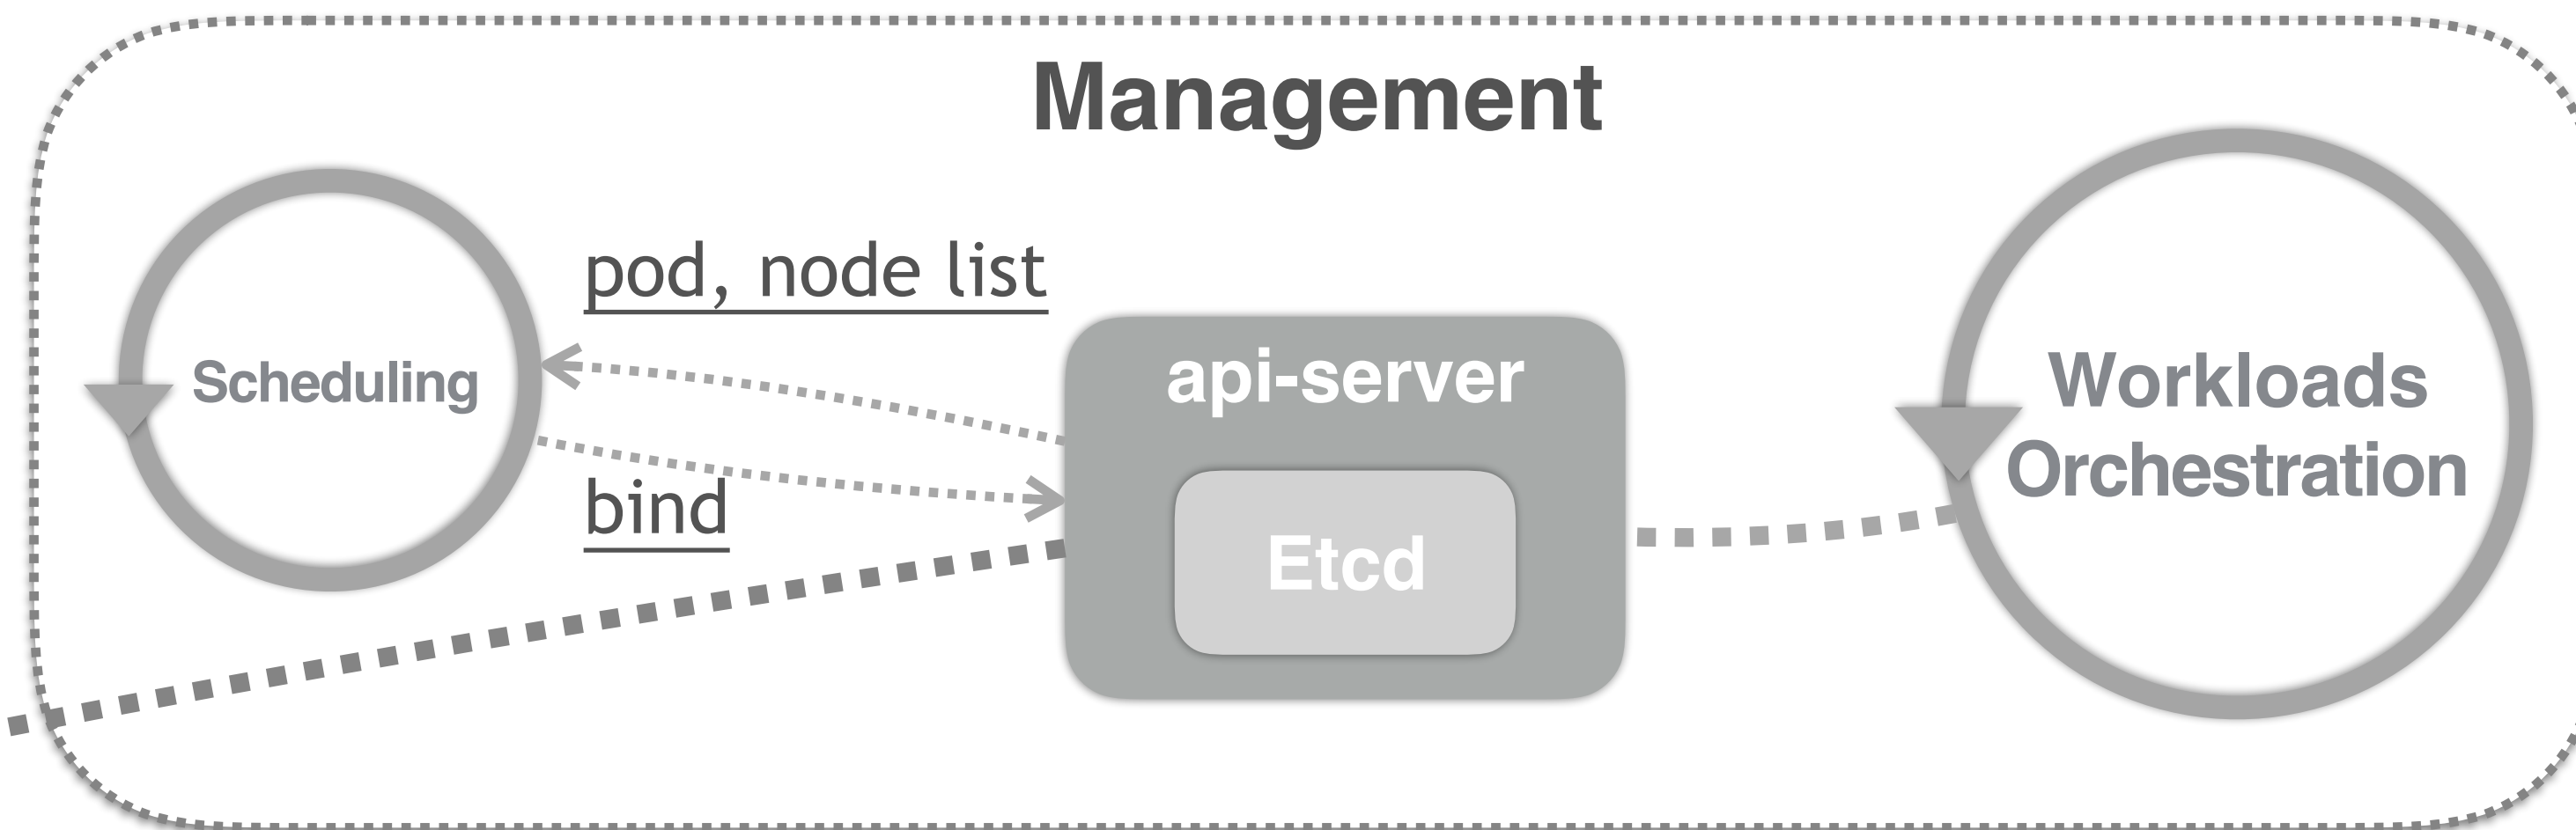 Management
pod, node list
Scheduling
bind
api-server
Etcd
Workloads
Orchestration